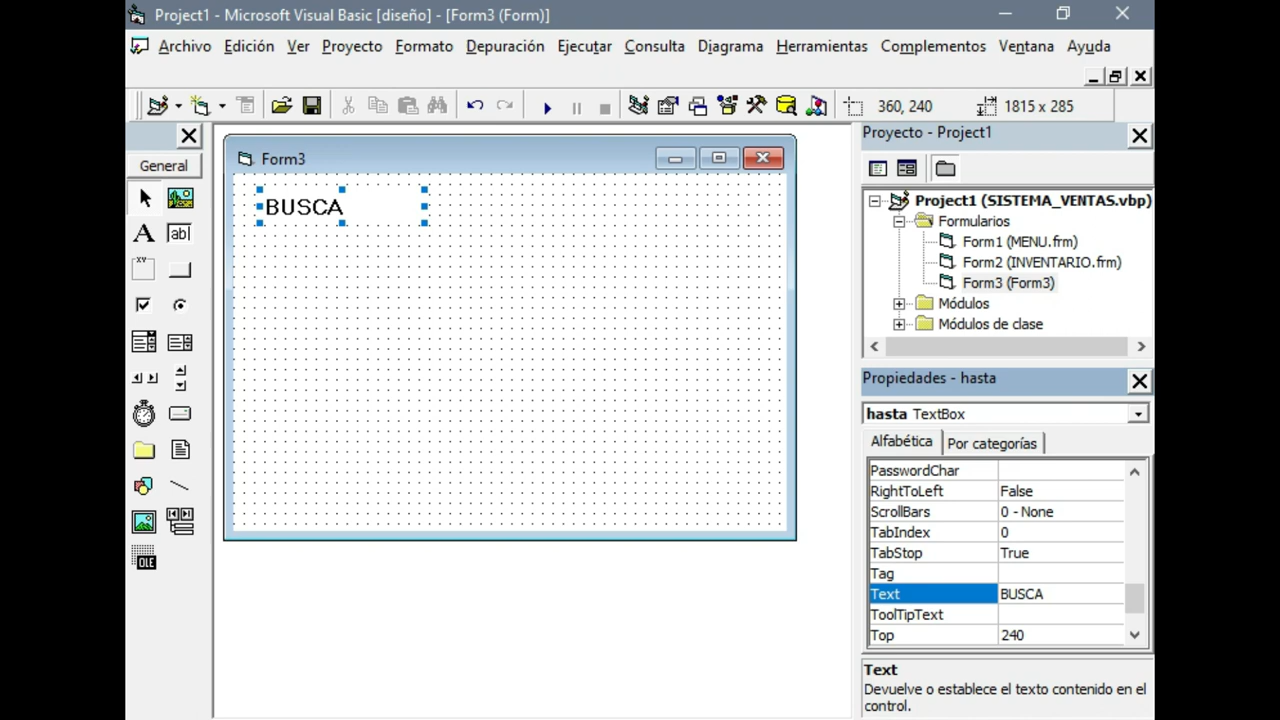 Project1 - Microsoft Visual Basic [diseño] - [Form3 (Form)]
Archivo Edición Ver Proyecto Formato Depuración Ejecutar Consulta Diagrama Herramientas Complementos Ventana Ayuda
360, 240 1815 x 285
General
A
ab
XY
OLE
Form3
BUSCA
Proyecto - Project1
Project1 (SISTEMA_VENTAS.vbp)
Formularios
Form1 (MENU.frm)
Form2 (INVENTARIO.frm)
Form3 (Form3)
Módulos
Módulos de clase
Propiedades - hasta
hasta TextBox
Alfabética Por categorías
PasswordChar
RightToLeft False
ScrollBars 0 - None
TabIndex 0
TabStop True
Tag
Text BUSCA
ToolTipText
Top 240
Text
Devuelve o establece el texto contenido en el
control.